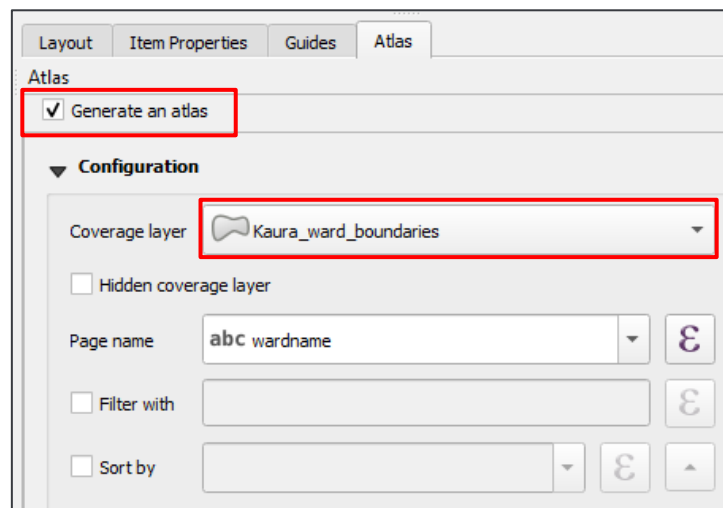 Layout Item Properties Guides Atlas
Atlas
Generate an atlas
Configuration
Coverage layer Kaura_ward_boundaries
Hidden coverage layer
Page name abc wardname ε
Filter with ε
Sort by ε